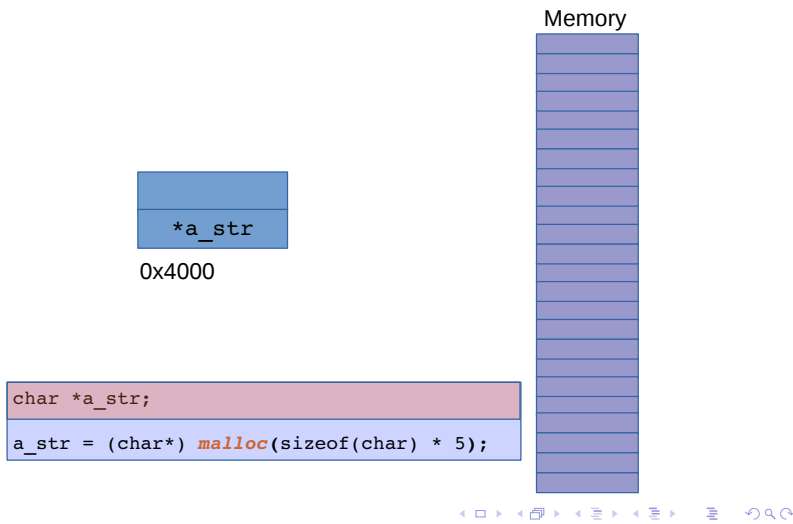 Memory
*a_str
0x4000
char *a_str;
a_str = (char*) malloc(sizeof(char) * 5);